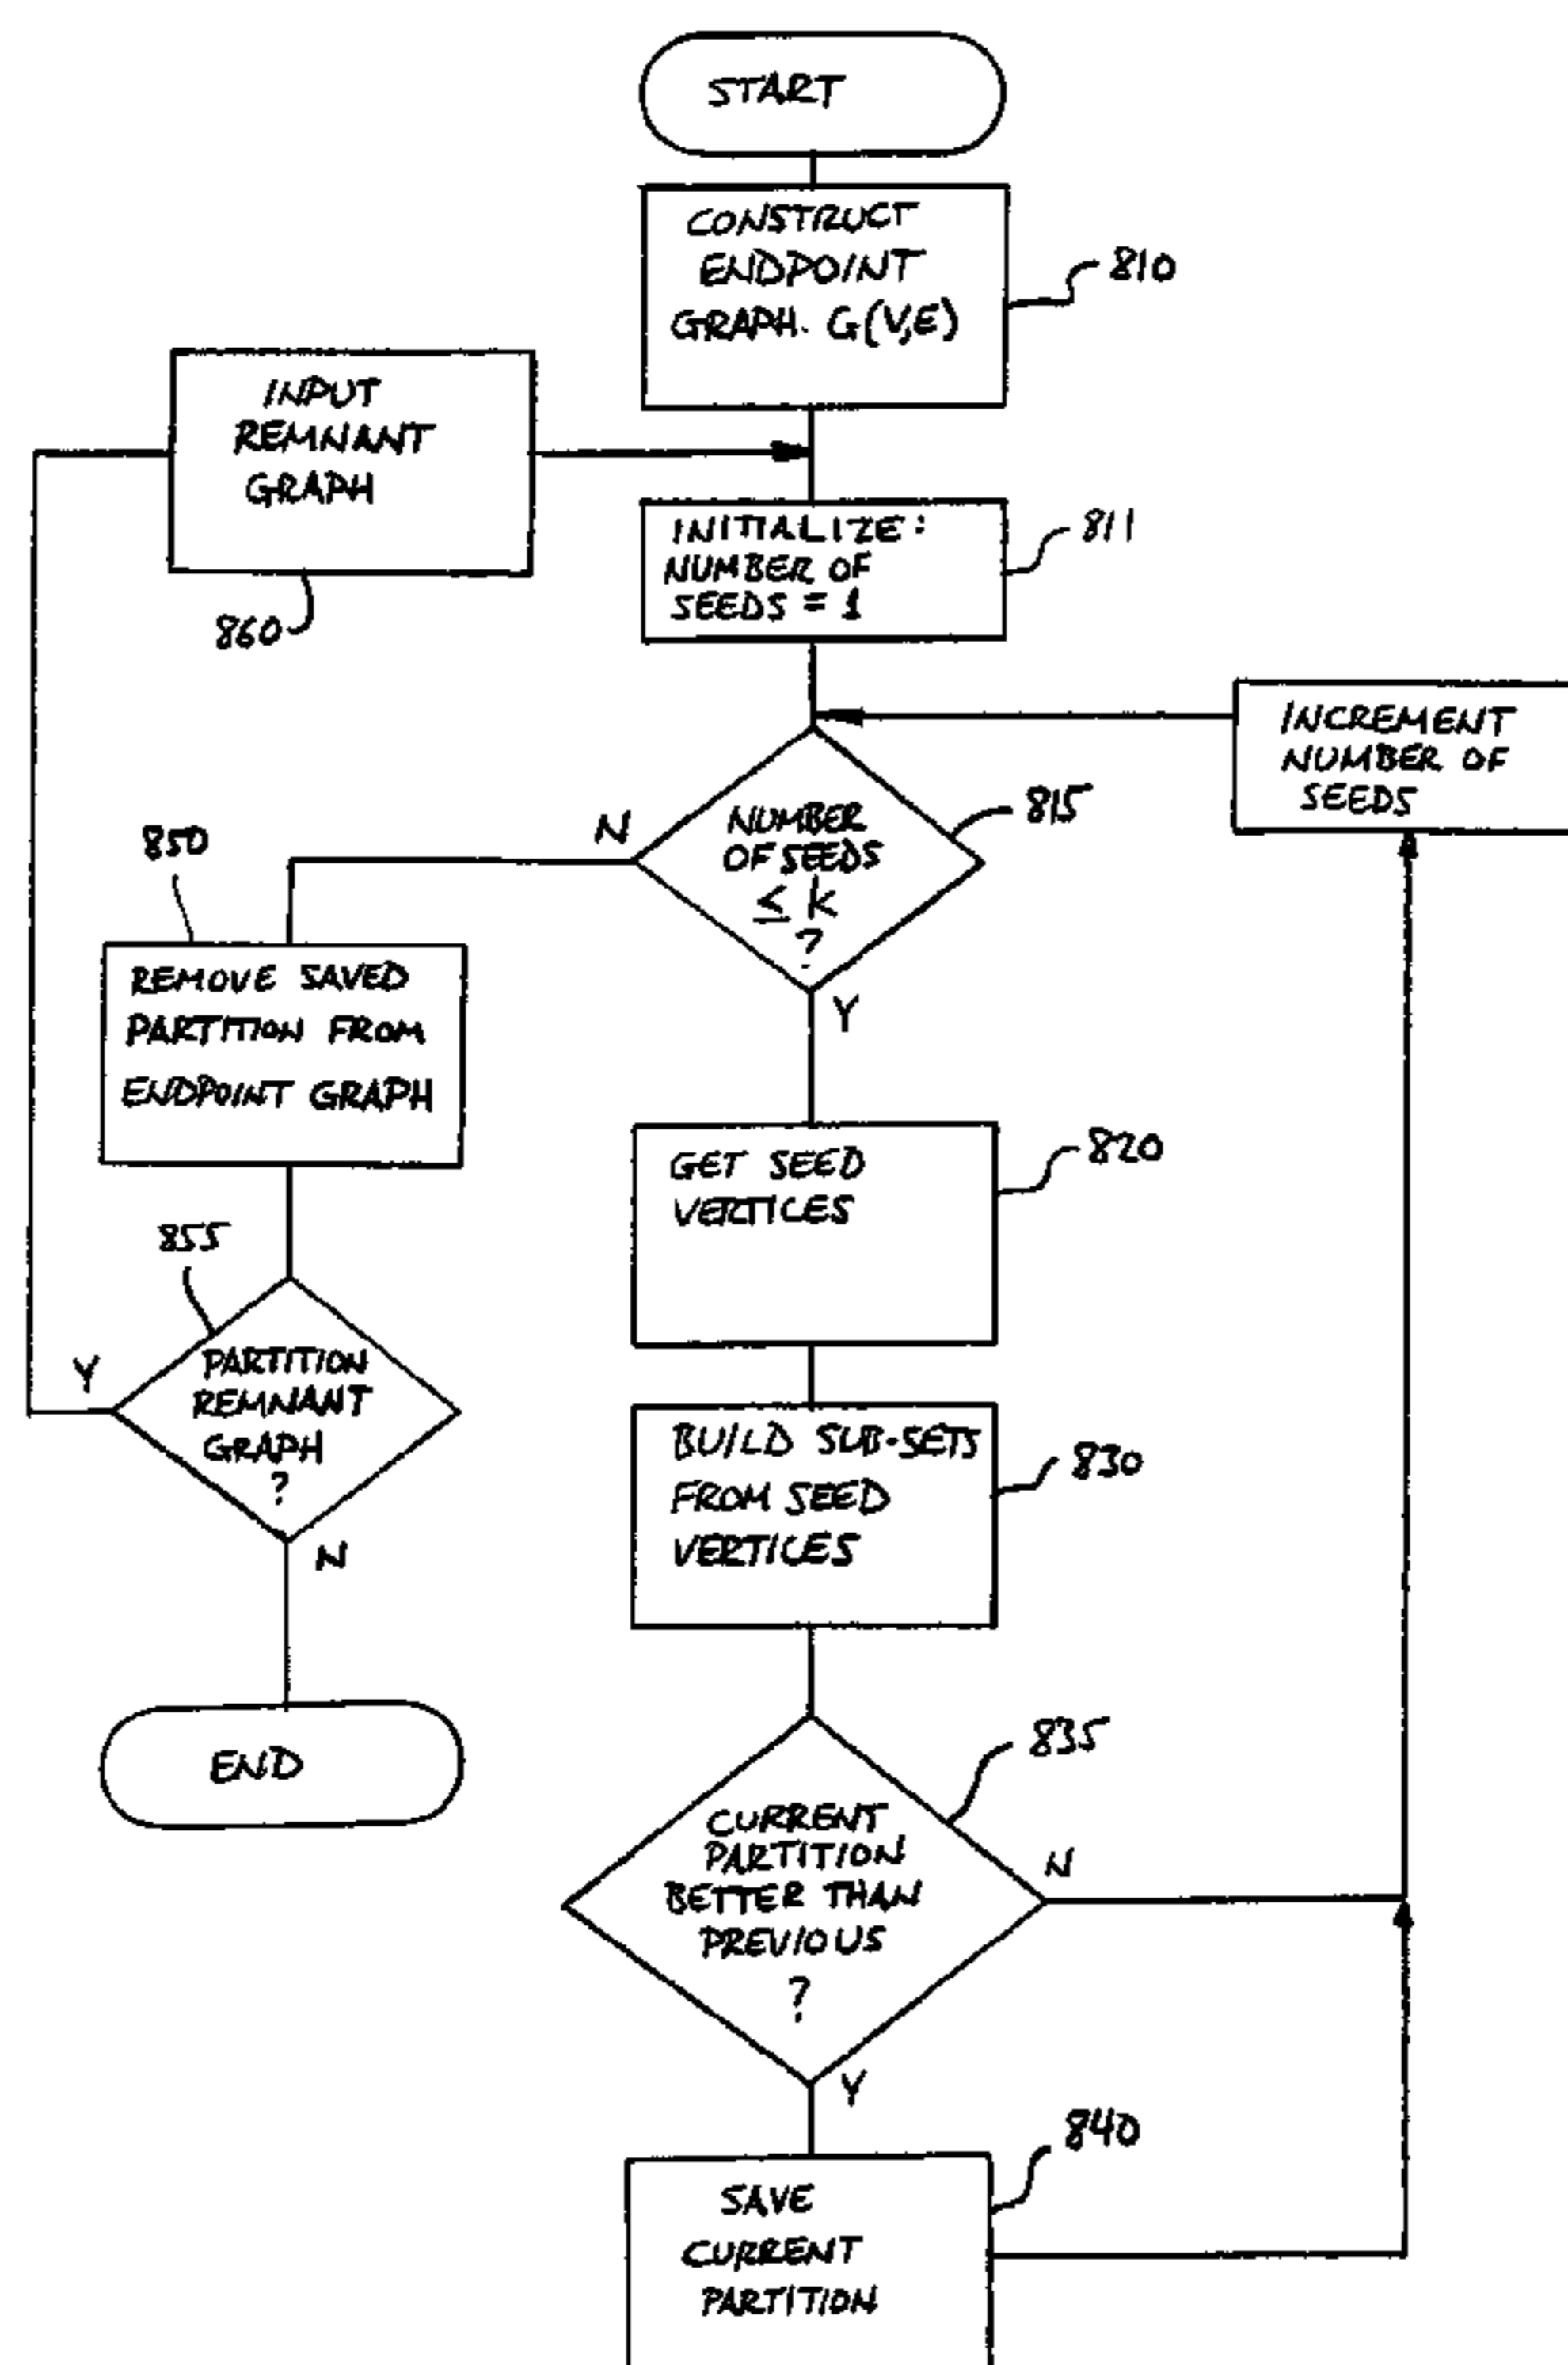 START
CONSTRUCT
ENDPOINT
GRAPH. G(V,E)
810
INPUT
REMNANT
GRAPH
860
INITIALIZE:
NUMBER OF
SEEDS = 1
811
INCREMENT
NUMBER OF
SEEDS
NUMBER
OF SEEDS
≤ k
?
815
N
Y
850
REMOVE SAVED
PARTITION FROM
ENDPOINT GRAPH
GET SEED
VERTICES
820
855
PARTITION
REMNANT
GRAPH
?
Y
N
BUILD SUB-SETS
FROM SEED
VERTICES
830
END
CURRENT
PARTITION
BETTER THAN
PREVIOUS
?
835
N
Y
SAVE
CURRENT
PARTITION
840